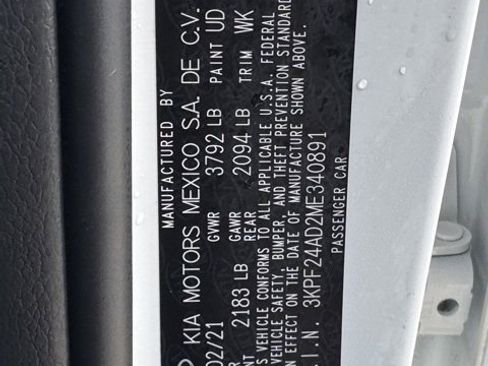 MANUFACTURED BY
KIA MOTORS MEXICO S.A. DE C.V.
02/21 GVWR 3792 LB PAINT UD
2183 LB GAWR REAR 2094 LB TRIM WK
VEHICLE CONFORMS TO ALL APPLICABLE U.S.A. FEDERAL
VEHICLE SAFETY, BUMPER, AND THEFT PREVENTION STANDARD
IN EFFECT ON THE DATE OF MANUFACTURE SHOWN ABOVE.
I.N. 3KPF24AD2ME340891
PASSENGER CAR